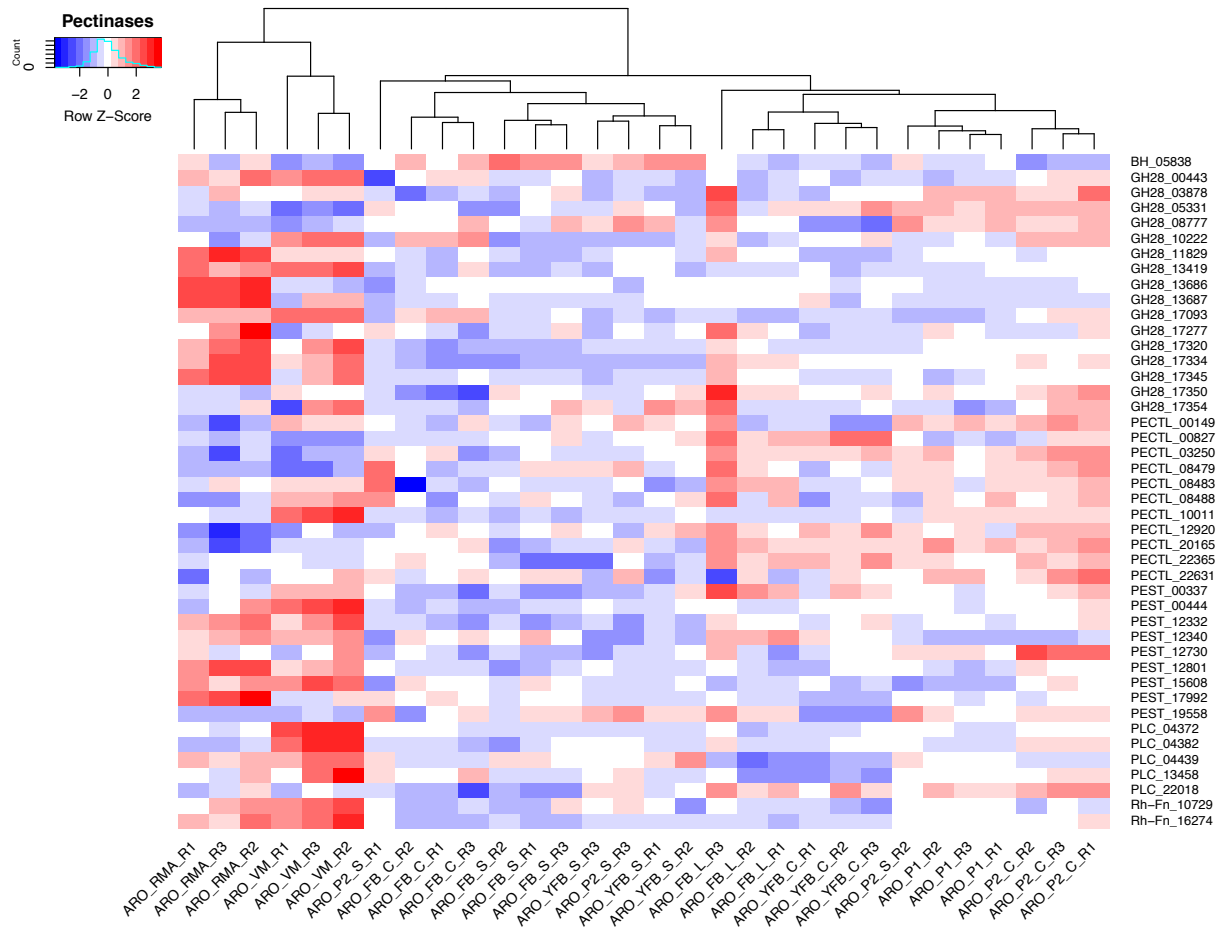 Pectinases
Count
0
−2 0 2
Row Z−Score
BH_05838
GH28_00443
GH28_03878
GH28_05331
GH28_08777
GH28_10222
GH28_11829
GH28_13419
GH28_13686
GH28_13687
GH28_17093
GH28_17277
GH28_17320
GH28_17334
GH28_17345
GH28_17350
GH28_17354
PECTL_00149
PECTL_00827
PECTL_03250
PECTL_08479
PECTL_08483
PECTL_08488
PECTL_10011
PECTL_12920
PECTL_20165
PECTL_22365
PECTL_22631
PEST_00337
PEST_00444
PEST_12332
PEST_12340
PEST_12730
PEST_12801
PEST_15608
PEST_17992
PEST_19558
PLC_04372
PLC_04382
PLC_04439
PLC_13458
PLC_22018
Rh−Fn_10729
Rh−Fn_16274
ARO_RMA_R1
ARO_RMA_R3
ARO_RMA_R2
ARO_VM_R1
ARO_VM_R3
ARO_VM_R2
ARO_P2_S_R1
ARO_FB_C_R2
ARO_FB_C_R1
ARO_FB_C_R3
ARO_FB_S_R2
ARO_FB_S_R1
ARO_FB_S_R3
ARO_YFB_S_R3
ARO_P2_S_R3
ARO_YFB_S_R1
ARO_YFB_S_R2
ARO_FB_L_R3
ARO_FB_L_R2
ARO_FB_L_R1
ARO_YFB_C_R1
ARO_YFB_C_R2
ARO_YFB_C_R3
ARO_P2_S_R2
ARO_P1_R2
ARO_P1_R3
ARO_P1_R1
ARO_P2_C_R2
ARO_P2_C_R3
ARO_P2_C_R1